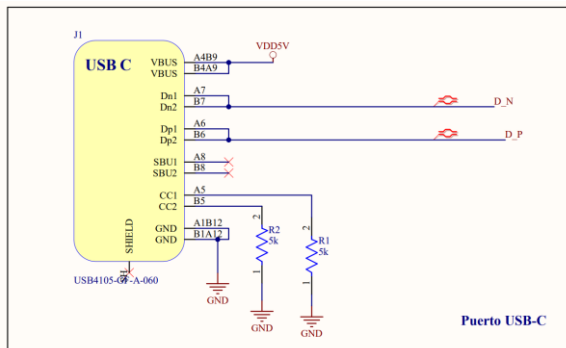 J1
USB C
VBUS A4B9
VBUS B4A9
VDD5V
Dn1 A7
Dn2 B7
D_N
Dp1 A6
Dp2 B6
D_P
SBU1 A8
SBU2 B8
CC1 A5
CC2 B5
GND A1B12
GND B1A12
SHIELD
SH
USB4105-GF-A-060
2
R2
5k
1
2
R1
5k
1
GND
GND
GND
Puerto USB-C